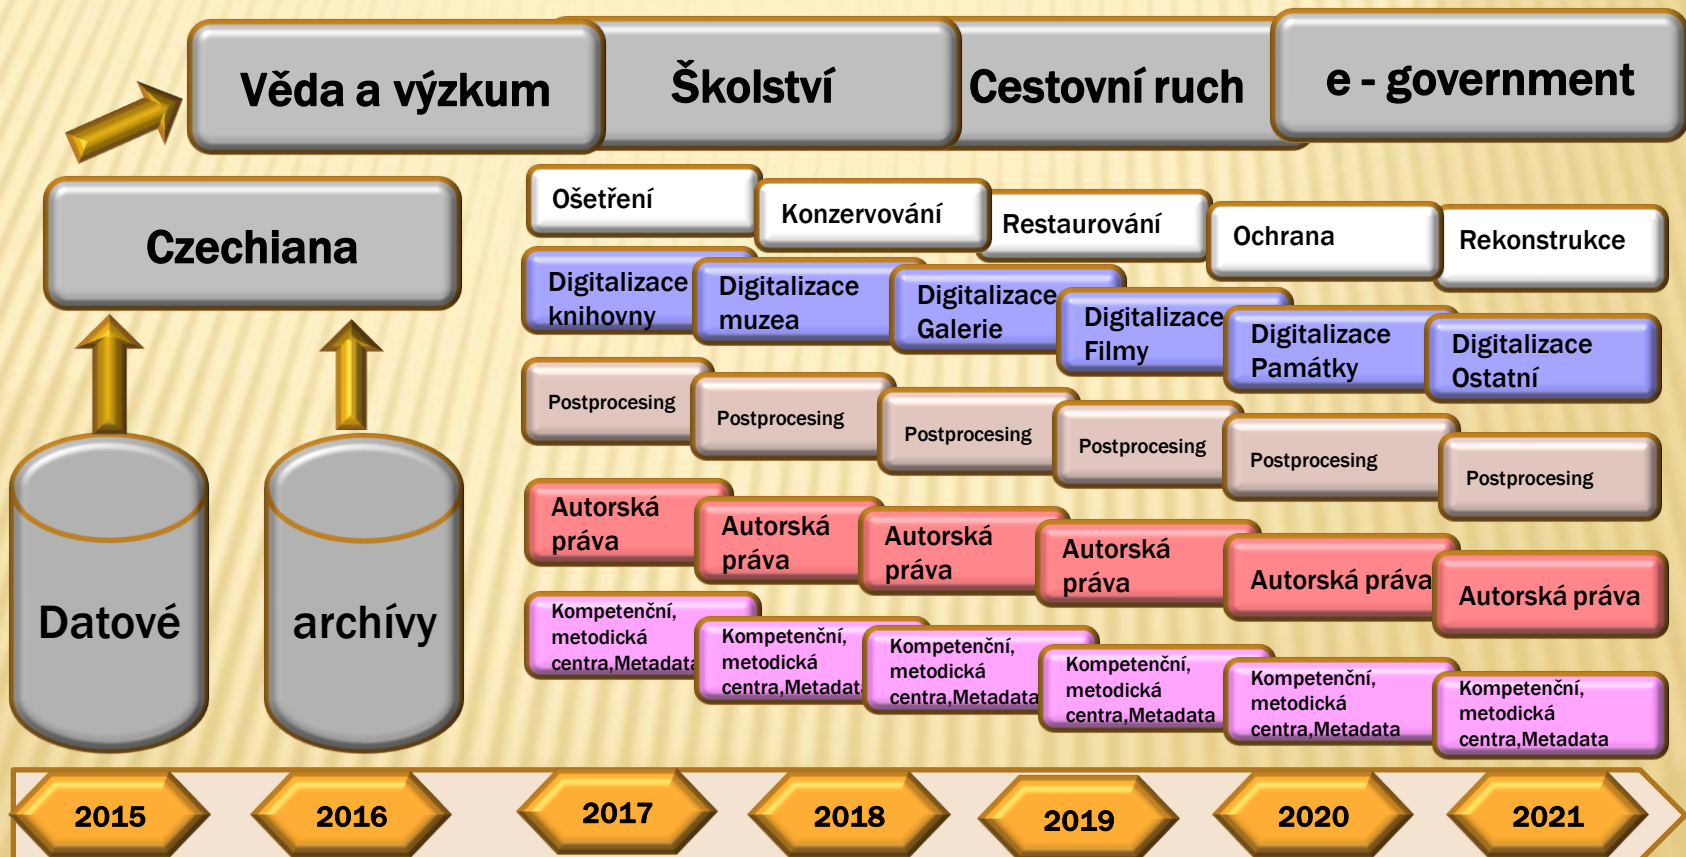 Věda a výzkum
Školství
Cestovní ruch
e - government
Czechiana
Datové
archívy
Ošetření
Konzervování
Restaurování
Ochrana
Rekonstrukce
Digitalizace
knihovny
Digitalizace
muzea
Digitalizace
Galerie
Digitalizace
Filmy
Digitalizace
Památky
Digitalizace
Ostatní
Postprocesing
Postprocesing
Postprocesing
Postprocesing
Postprocesing
Postprocesing
Autorská
práva
Autorská
práva
Autorská
práva
Autorská
práva
Autorská práva
Autorská práva
Kompetenční,
metodická
centra,Metadata
Kompetenční,
metodická
centra,Metadat
Kompetenční,
metodická
centra,Metadata
Kompetenční,
metodická
centra,Metadata
Kompetenční,
metodická
centra,Metadata
Kompetenční,
metodická
centra,Metadata
2015
2016
2017
2018
2019
2020
2021